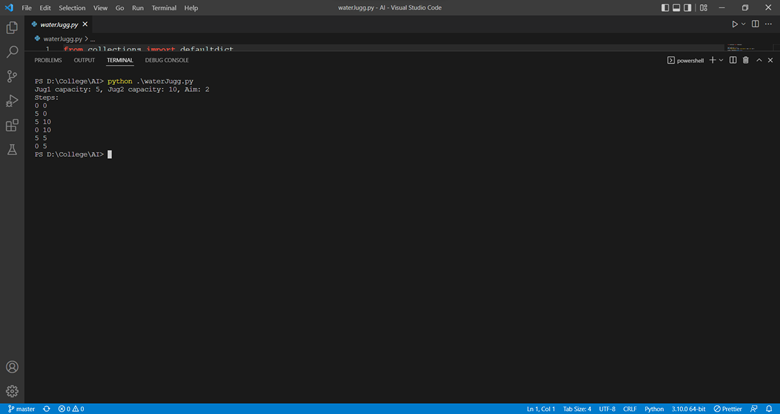 File Edit Selection View Go Run Terminal Help
waterJugg.py - AI - Visual Studio Code
waterJugg.py
waterJugg.py > ...
1 from collections import defaultdict
PROBLEMS OUTPUT TERMINAL DEBUG CONSOLE
powershell
PS D:\College\AI> python .\waterJugg.py
Jug1 capacity: 5, Jug2 capacity: 10, Aim: 2
Steps:
0 0
5 0
5 10
0 10
5 5
0 5
PS D:\College\AI>
master 0 0 Ln 1, Col 1 Tab Size: 4 UTF-8 CRLF Python 3.10.0 64-bit Prettier